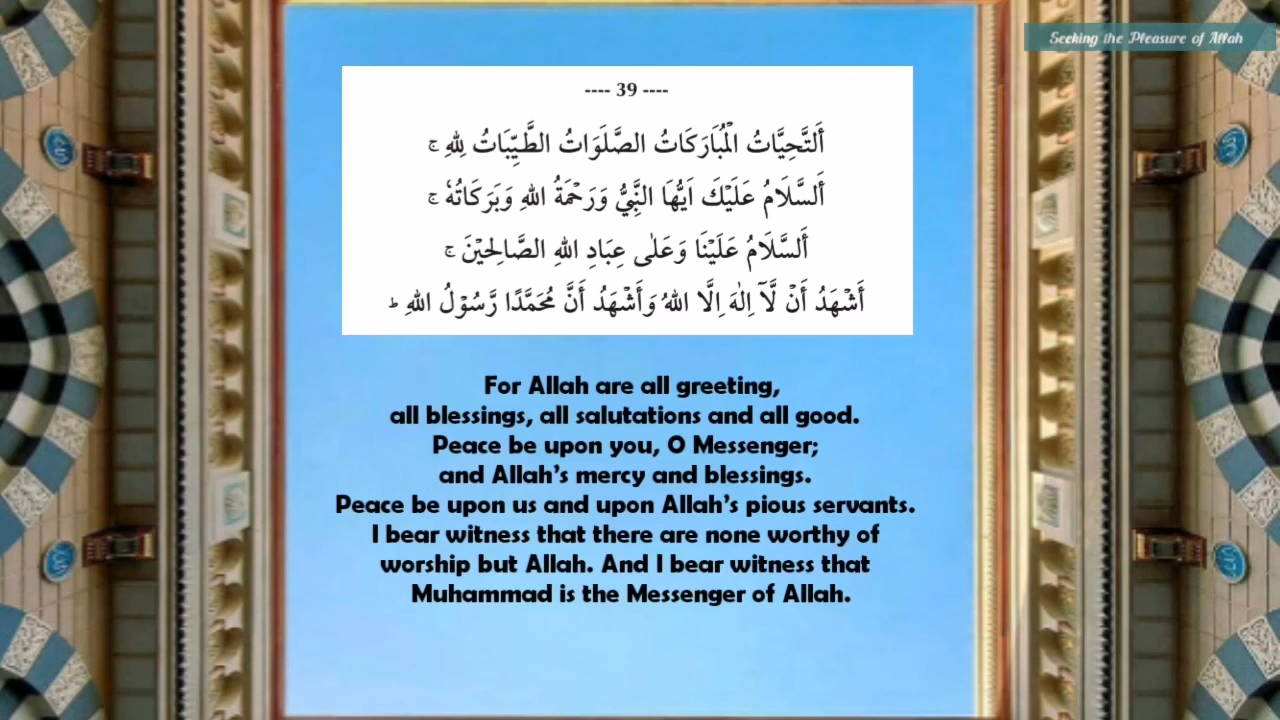 Seeking the Pleasure of Allah
---- 39 ----
أَلتَّحِيَّاتُ الْمُبَارَكَاتُ الصَّلَوَاتُ الطَّيِّبَاتُ لِلّٰهِ ۚ
أَلسَّلَامُ عَلَيْكَ اَيُّهَا النَّبِيُّ وَرَحْمَةُ اللهِ وَبَرَكَاتُهٗ ۚ
أَلسَّلَامُ عَلَيْنَا وَعَلٰى عِبَادِ اللهِ الصَّالِحِيْنَ ۚ
أَشْهَدُ أَنْ لَّآ اِلٰهَ اِلَّا اللهُ وَأَشْهَدُ أَنَّ مُحَمَّدًا رَّسُوْلُ اللهِ ؕ
For Allah are all greeting,
all blessings, all salutations and all good.
Peace be upon you, O Messenger;
and Allah’s mercy and blessings.
Peace be upon us and upon Allah’s pious servants.
I bear witness that there are none worthy of
worship but Allah. And I bear witness that
Muhammad is the Messenger of Allah.